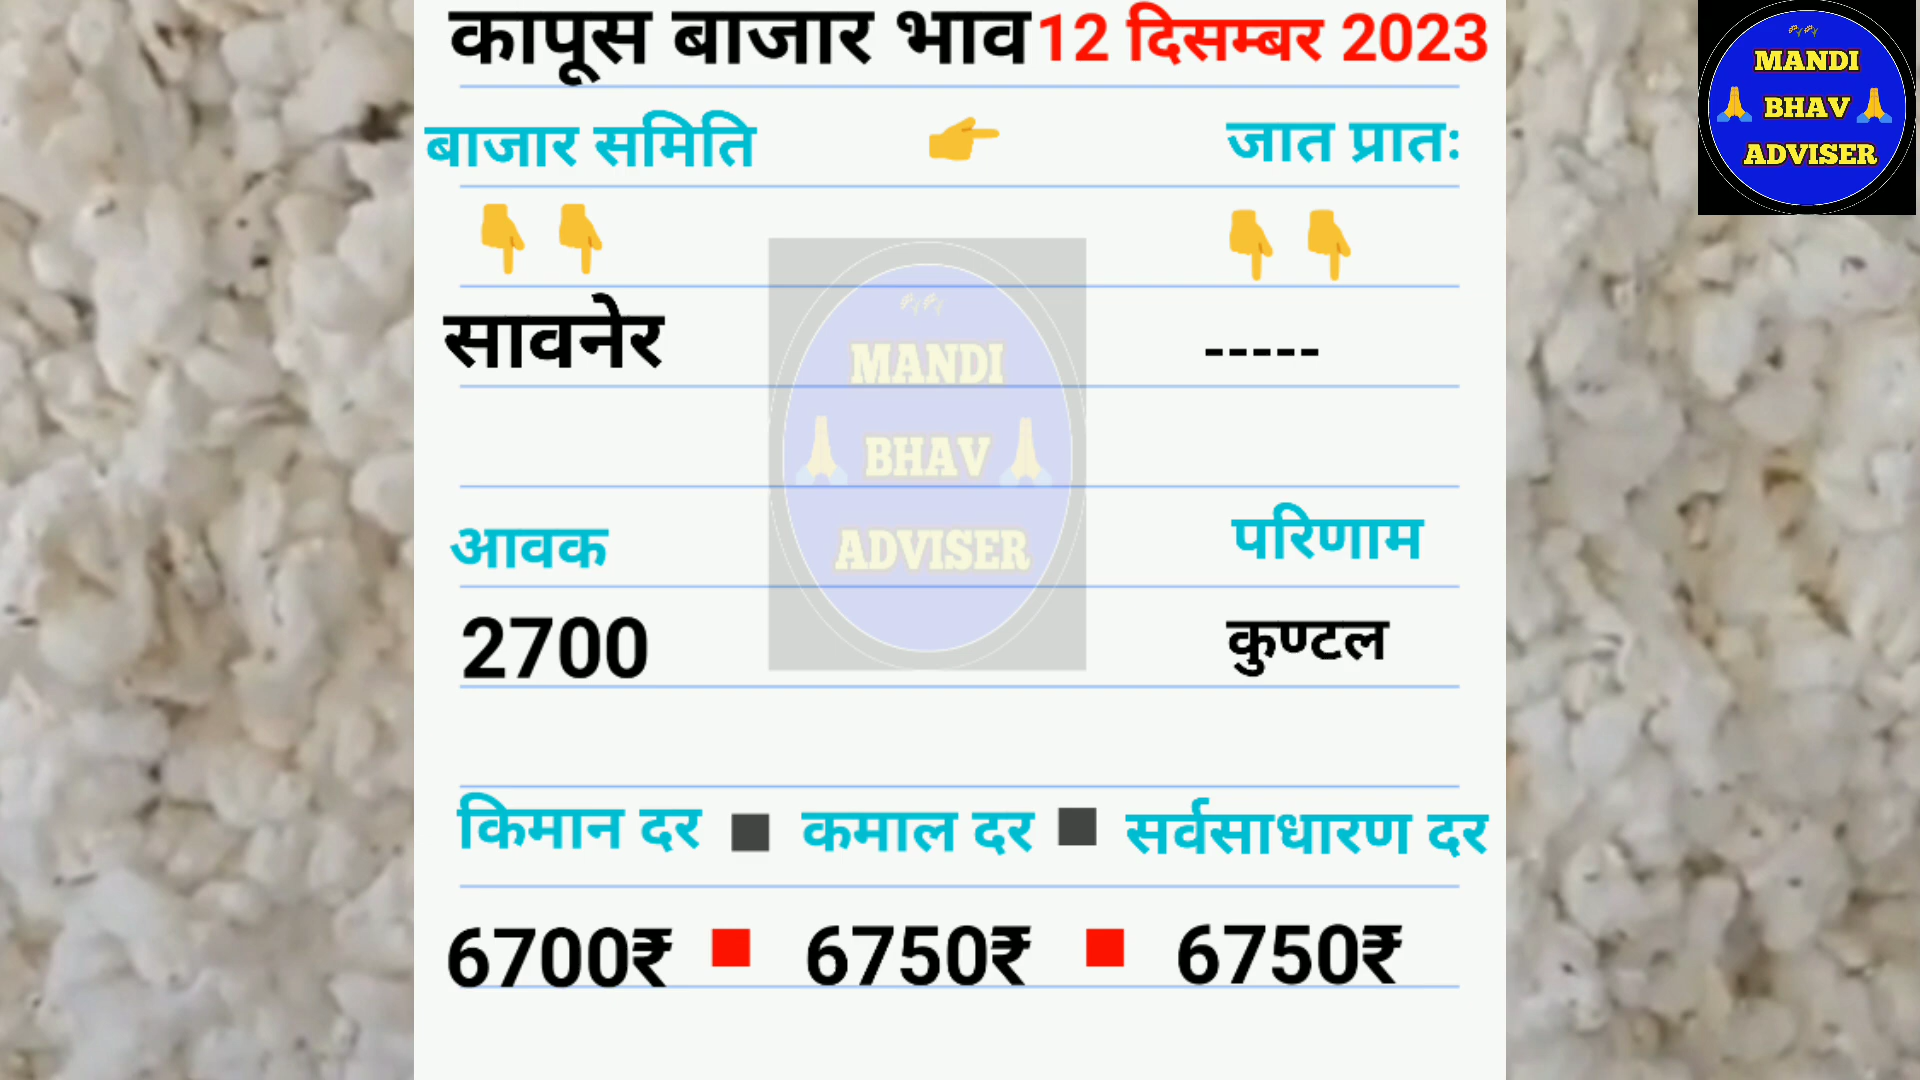 कापूस बाजार भाव 12 दिसम्बर 2023
MANDI
BHAV
ADVISER
बाजार समिति 👉 जात प्रातः
👇 👇 👇 👇
सावनेर -----
MANDI
BHAV
ADVISER
आवक परिणाम
2700 कुण्टल
किमान दर ◼ कमाल दर ◼ सर्वसाधारण दर
6700₹ 🟥 6750₹ 🟥 6750₹